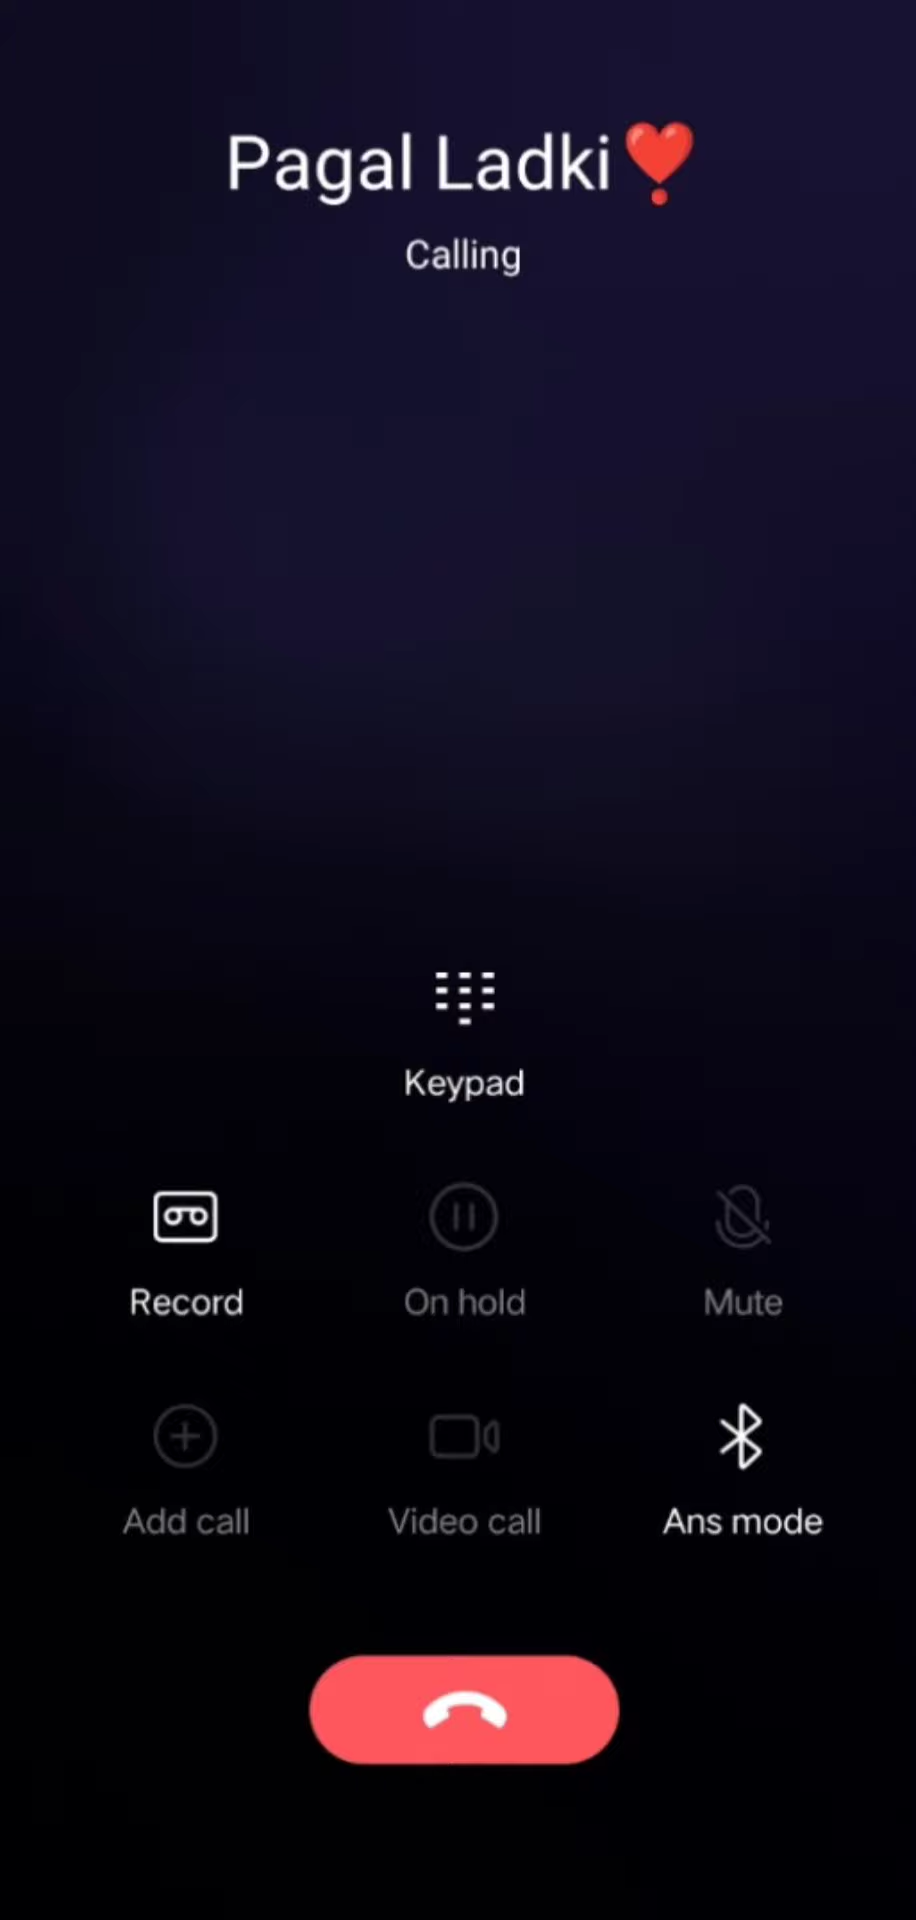 Pagal Ladki❣️
Calling
Keypad
Record On hold Mute
Add call Video call Ans mode